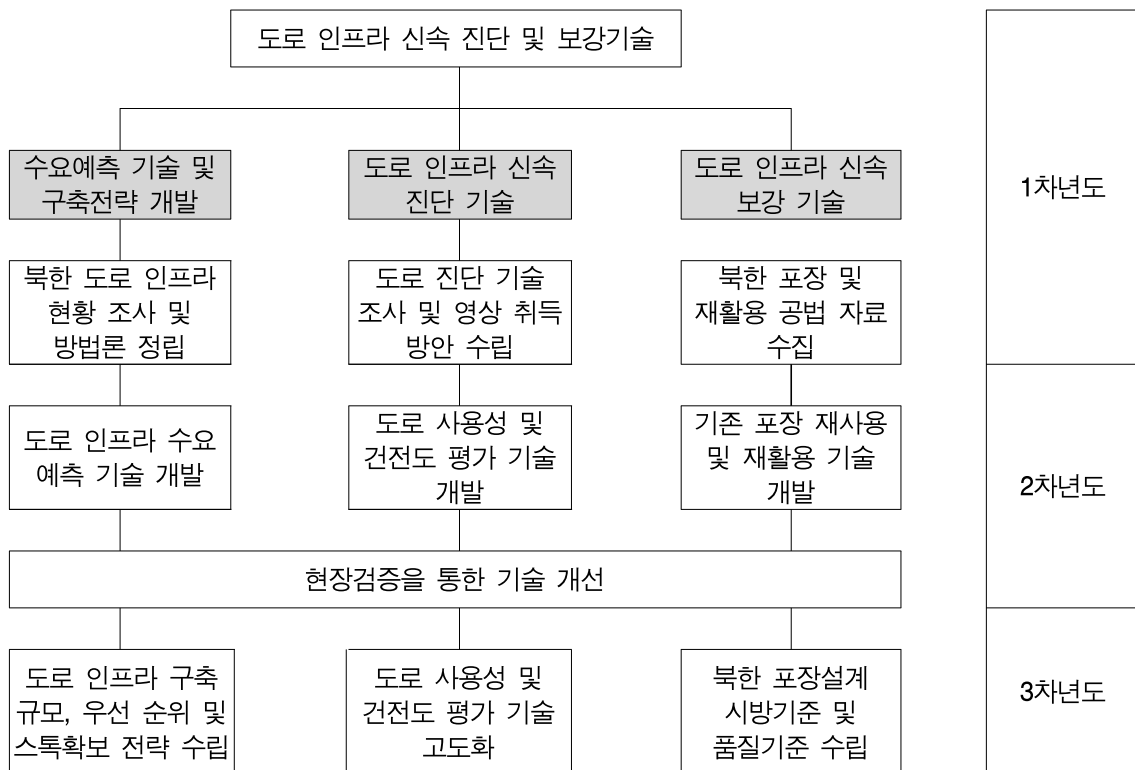 도로 인프라 신속 진단 및 보강기술
수요예측 기술 및
구축전략 개발
도로 인프라 신속
진단 기술
도로 인프라 신속
보강 기술
1차년도
북한 도로 인프라
현황 조사 및
방법론 정립
도로 진단 기술
조사 및 영상 취득
방안 수립
북한 포장 및
재활용 공법 자료
수집
도로 인프라 수요
예측 기술 개발
도로 사용성 및
건전도 평가 기술
개발
기존 포장 재사용
및 재활용 기술
개발
2차년도
현장검증을 통한 기술 개선
도로 인프라 구축
규모, 우선 순위 및
스톡확보 전략 수립
도로 사용성 및
건전도 평가 기술
고도화
북한 포장설계
시방기준 및
품질기준 수립
3차년도